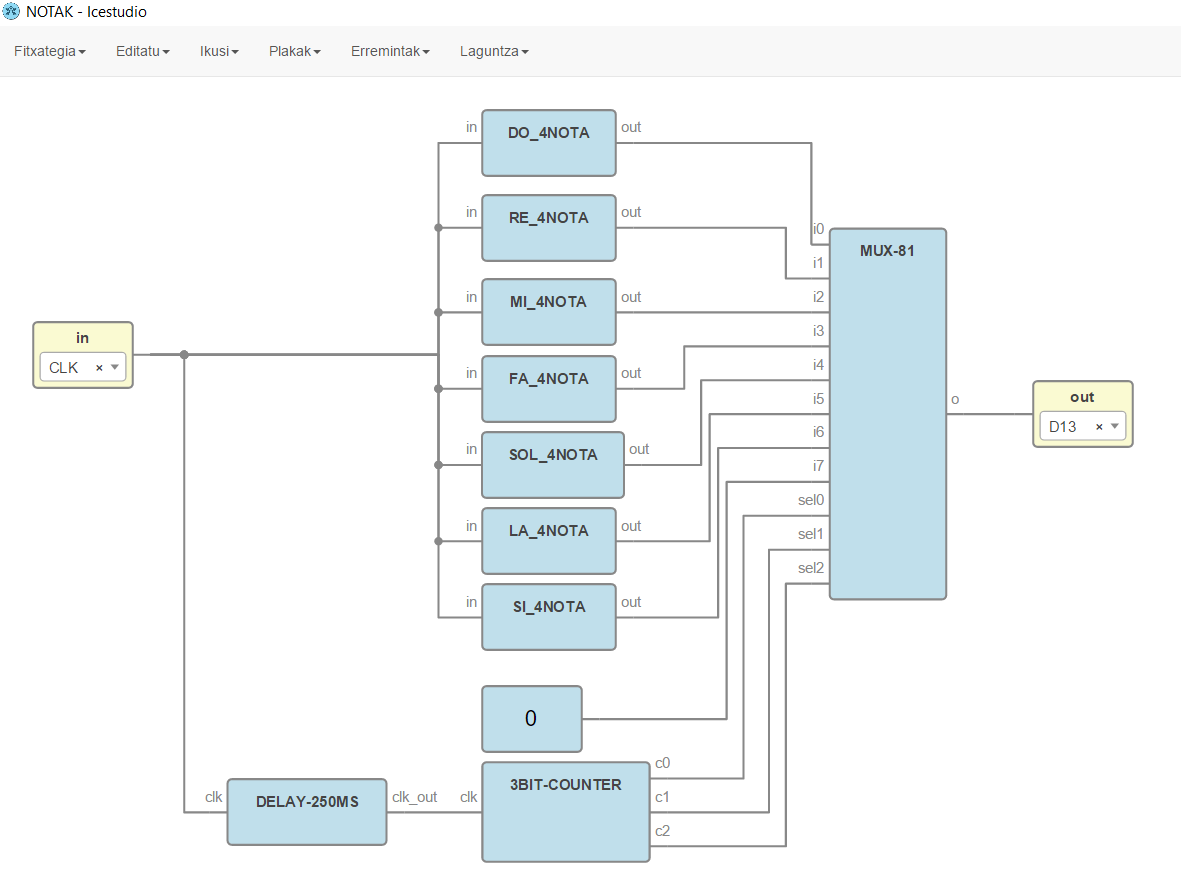 NOTAK - Icestudio
Fitxategia Editatu Ikusi Plakak Erremintak Laguntza
in DO_4NOTA out
in RE_4NOTA out
i0 MUX-81
i1
in MI_4NOTA out
i2
in
CLK ×
i3
i4
in FA_4NOTA out
i5
o
out
D13 ×
i6
in SOL_4NOTA out
i7
sel0
in LA_4NOTA out
sel1
sel2
in SI_4NOTA out
0
3BIT-COUNTER c0
clk DELAY-250MS clk_out clk c1
c2